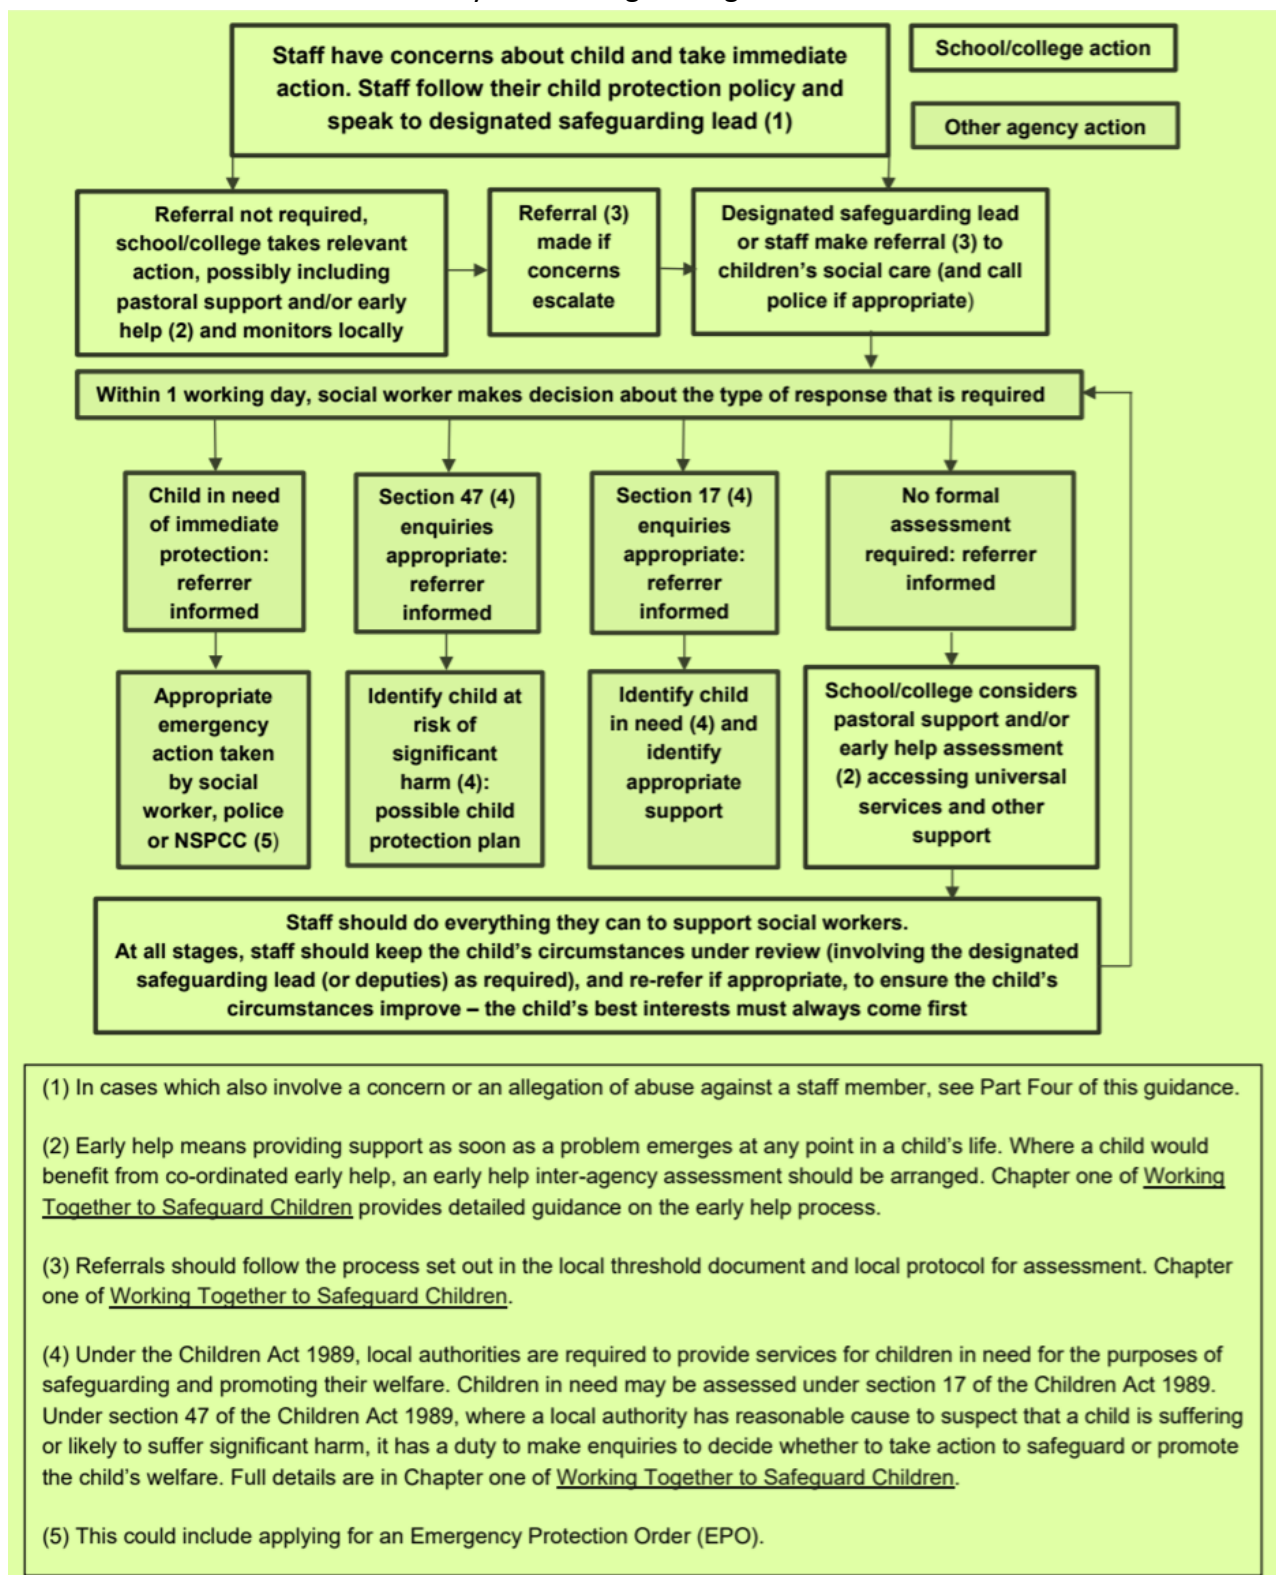 Staff have concerns about child and take immediate
action. Staff follow their child protection policy and
speak to designated safeguarding lead (1)
School/college action
Other agency action
Referral not required,
school/college takes relevant
action, possibly including
pastoral support and/or early
help (2) and monitors locally
Referral (3)
made if
concerns
escalate
Designated safeguarding lead
or staff make referral (3) to
children's social care (and call
police if appropriate)
Within 1 working day, social worker makes decision about the type of response that is required
Child in need
of immediate
protection:
referrer
informed
Section 47 (4)
enquiries
appropriate:
referrer
informed
Section 17 (4)
enquiries
appropriate:
referrer
informed
No formal
assessment
required: referrer
informed
Appropriate
emergency
action taken
by social
worker, police
or NSPCC (5)
Identify child at
risk of
significant
harm (4):
possible child
protection plan
Identify child
in need (4) and
identify
appropriate
support
School/college considers
pastoral support and/or
early help assessment
(2) accessing universal
services and other
support
Staff should do everything they can to support social workers.
At all stages, staff should keep the child's circumstances under review (involving the designated
safeguarding lead (or deputies) as required), and re-refer if appropriate, to ensure the child's
circumstances improve – the child's best interests must always come first
(1) In cases which also involve a concern or an allegation of abuse against a staff member, see Part Four of this guidance.
(2) Early help means providing support as soon as a problem emerges at any point in a child's life. Where a child would
benefit from co-ordinated early help, an early help inter-agency assessment should be arranged. Chapter one of Working
Together to Safeguard Children provides detailed guidance on the early help process.
(3) Referrals should follow the process set out in the local threshold document and local protocol for assessment. Chapter
one of Working Together to Safeguard Children.
(4) Under the Children Act 1989, local authorities are required to provide services for children in need for the purposes of
safeguarding and promoting their welfare. Children in need may be assessed under section 17 of the Children Act 1989.
Under section 47 of the Children Act 1989, where a local authority has reasonable cause to suspect that a child is suffering
or likely to suffer significant harm, it has a duty to make enquiries to decide whether to take action to safeguard or promote
the child's welfare. Full details are in Chapter one of Working Together to Safeguard Children.
(5) This could include applying for an Emergency Protection Order (EPO).